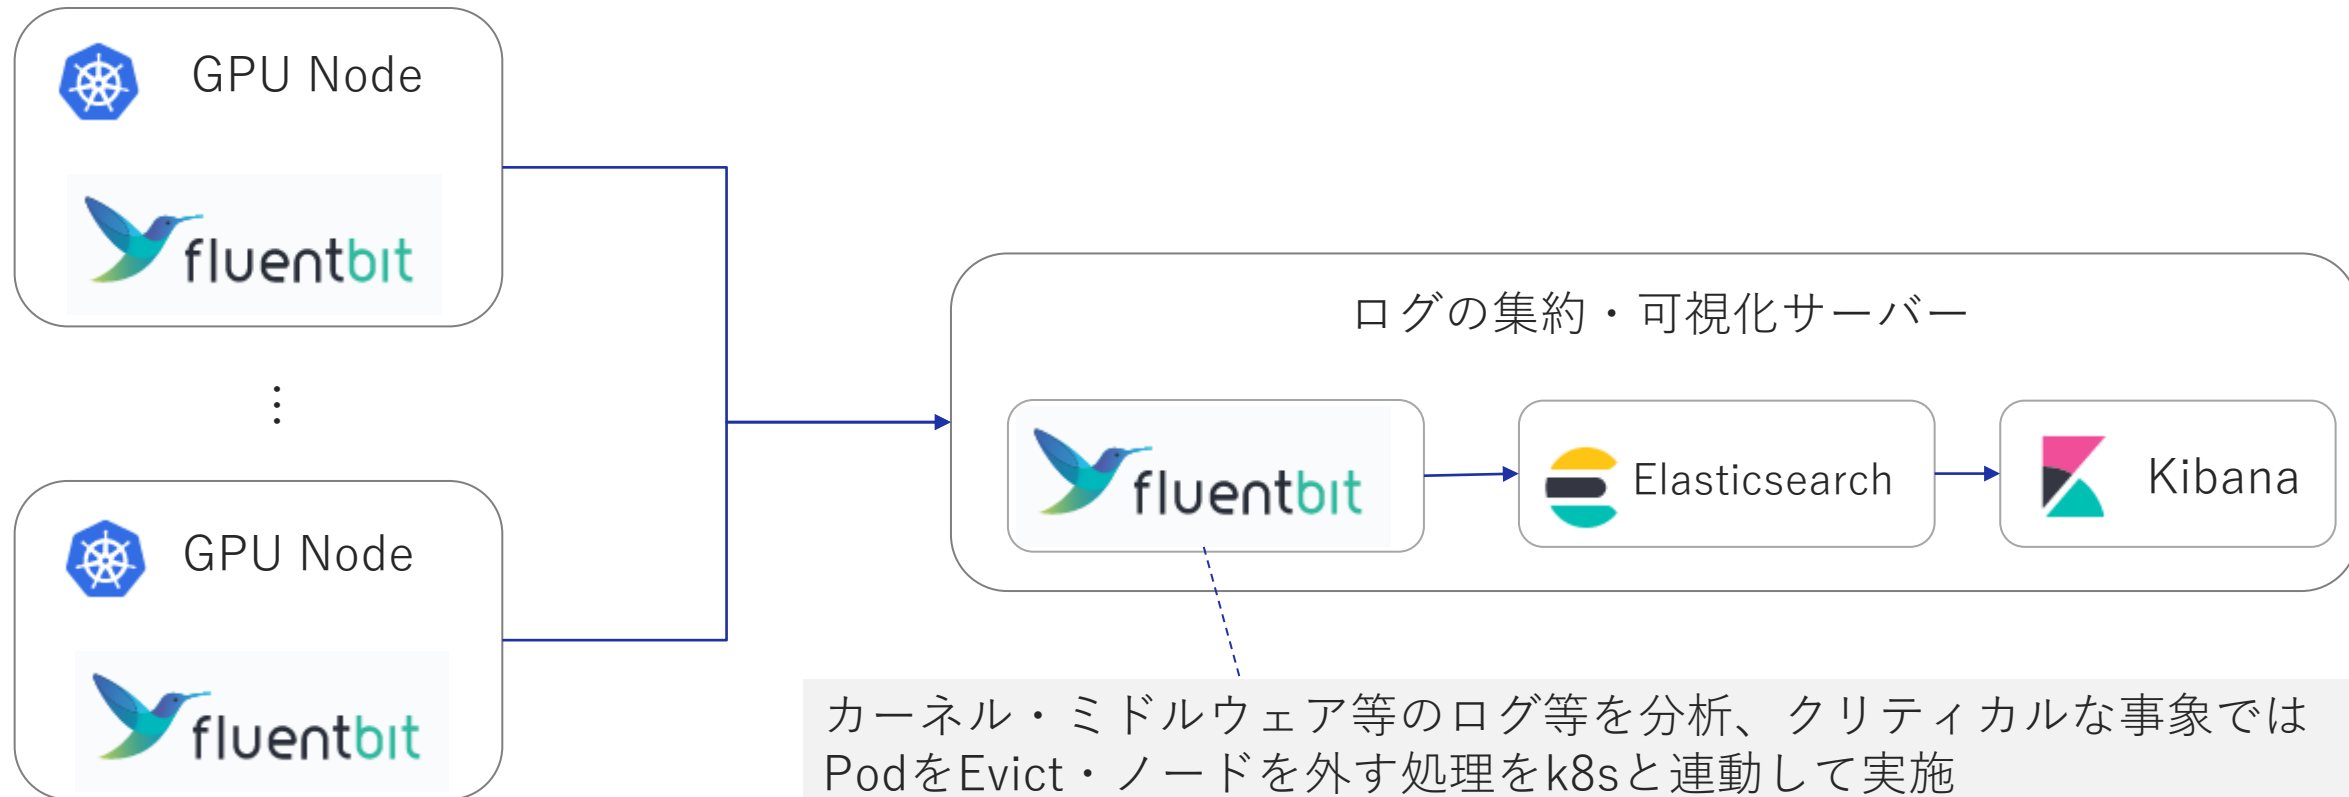 GPU Node
fluentbit
⋮
GPU Node
fluentbit
ログの集約・可視化サーバー
fluentbit
Elasticsearch
Kibana
カーネル・ミドルウェア等のログ等を分析、クリティカルな事象では
PodをEvict・ノードを外す処理をk8sと連動して実施